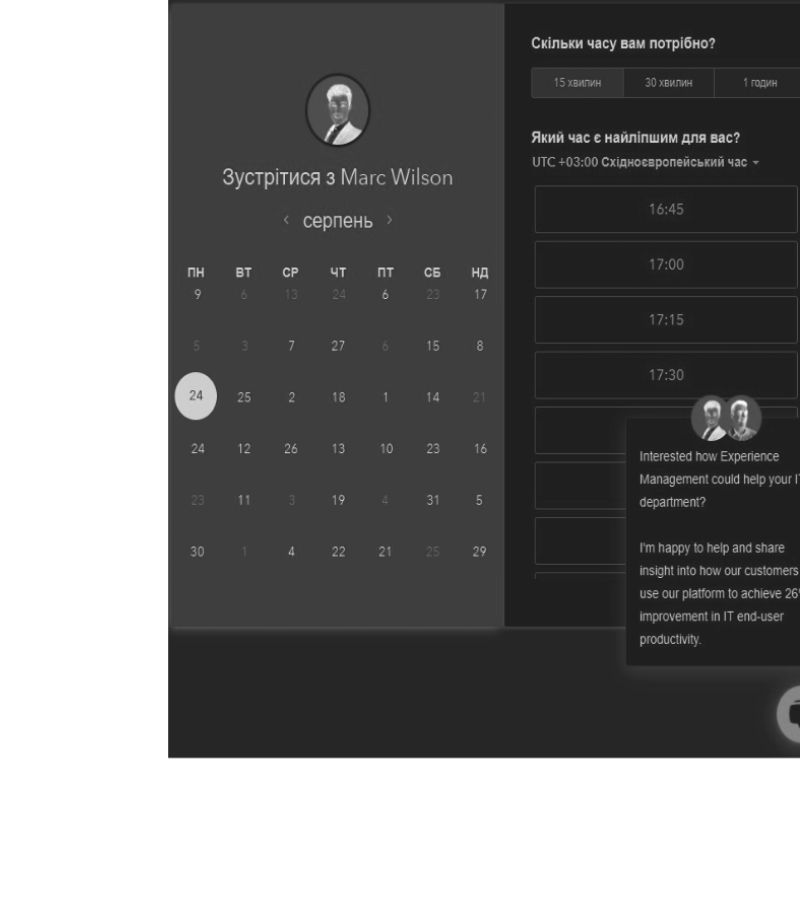 Скільки часу вам потрібно?
15 хвилин 30 хвилин 1 годин
Який час є найліпшим для вас?
UTC +03:00 Східноєвропейський час
Зустрітися з Marc Wilson
серпень
ПН ВТ СР ЧТ ПТ СБ НД
9 6 13 24 6 23 17
5 3 7 27 6 15 8
24 25 2 18 1 14 21
24 12 26 13 10 23 16
23 11 3 19 4 31 5
30 1 4 22 21 25 29
16:45
17:00
17:15
17:30
Interested how Experience
Management could help your IT
department?
I'm happy to help and share
insight into how our customers
use our platform to achieve 26%
improvement in IT end-user
productivity.